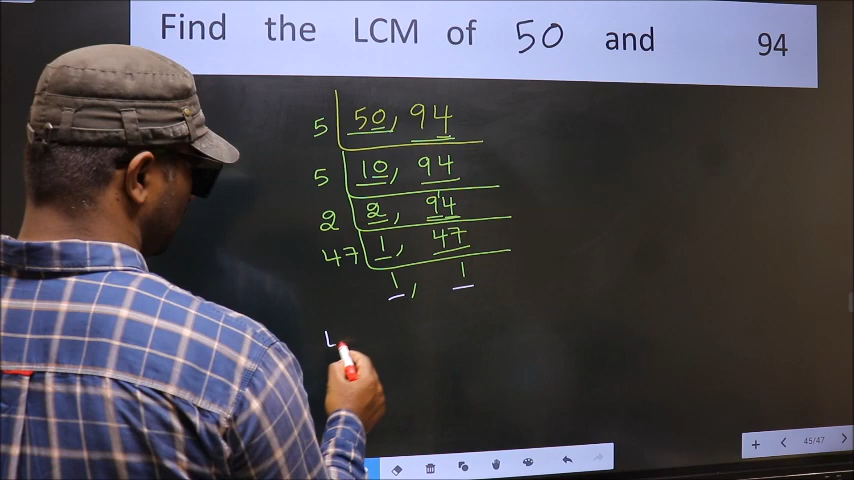 Find the LCM of 50 and 94
5 50, 94
5 10, 94
2 2, 94
47 1, 47
1, 1
L
45/47